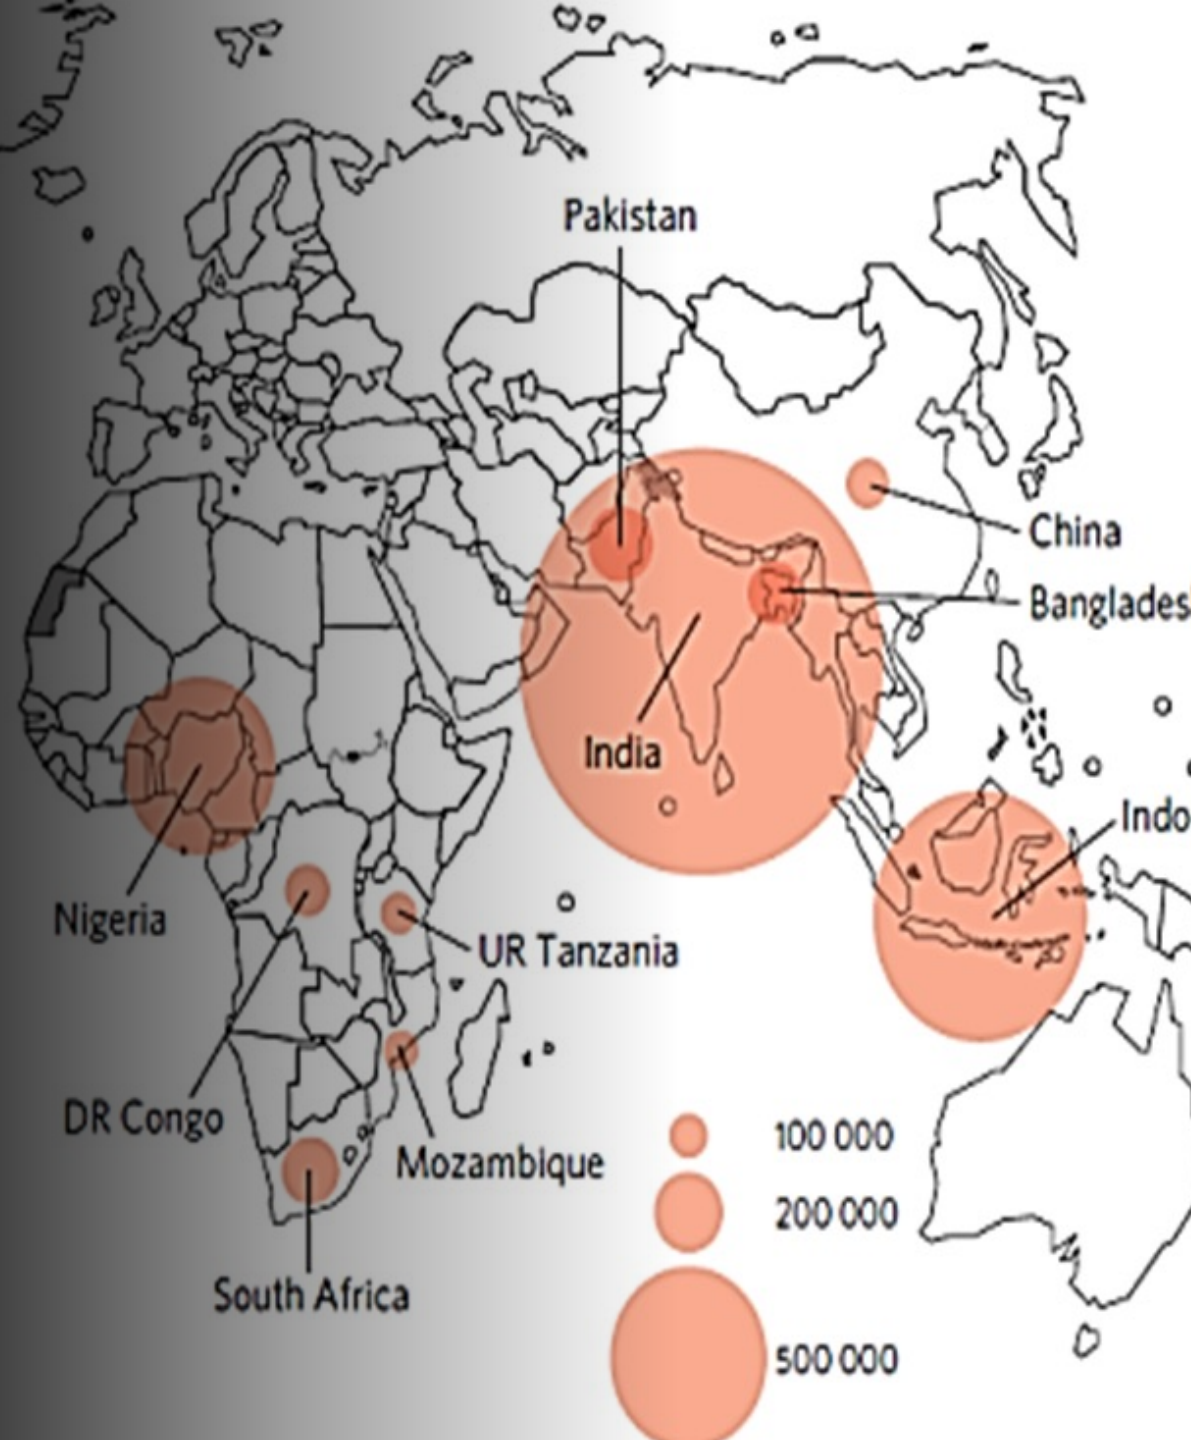 Pakistan
China
Banglades
India
Indo
Nigeria
UR Tanzania
DR Congo
Mozambique
100 000
200 000
South Africa
500 000